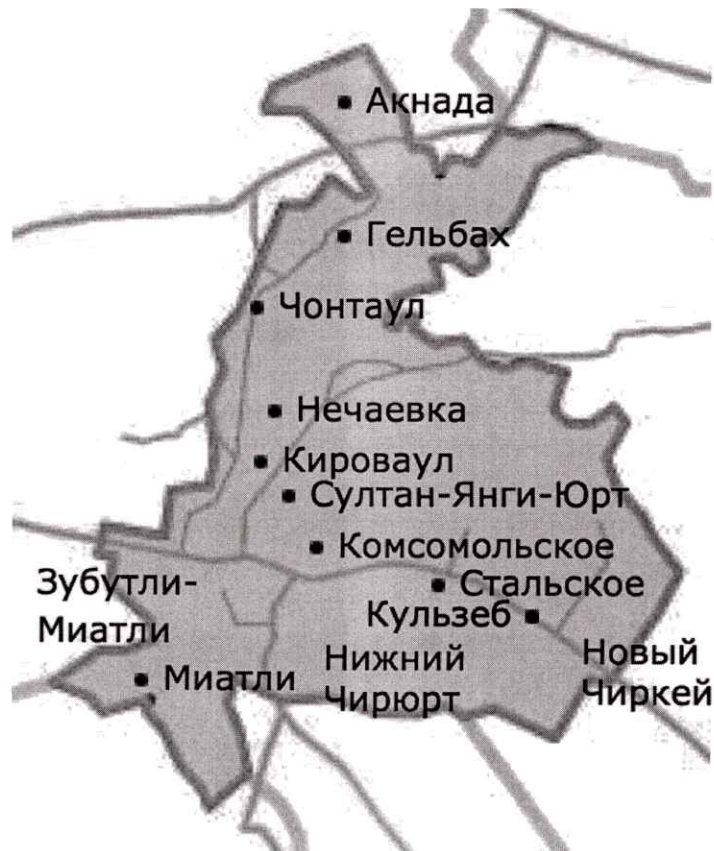 Акнада
Гельбах
Чонтаул
Нечаевка
Кироваул
Султан-Янги-Юрт
Комсомольское
Зубутли-
Миатли
Стальское
Кульзеб
Миатли
Нижний
Чирюрт
Новый
Чиркей